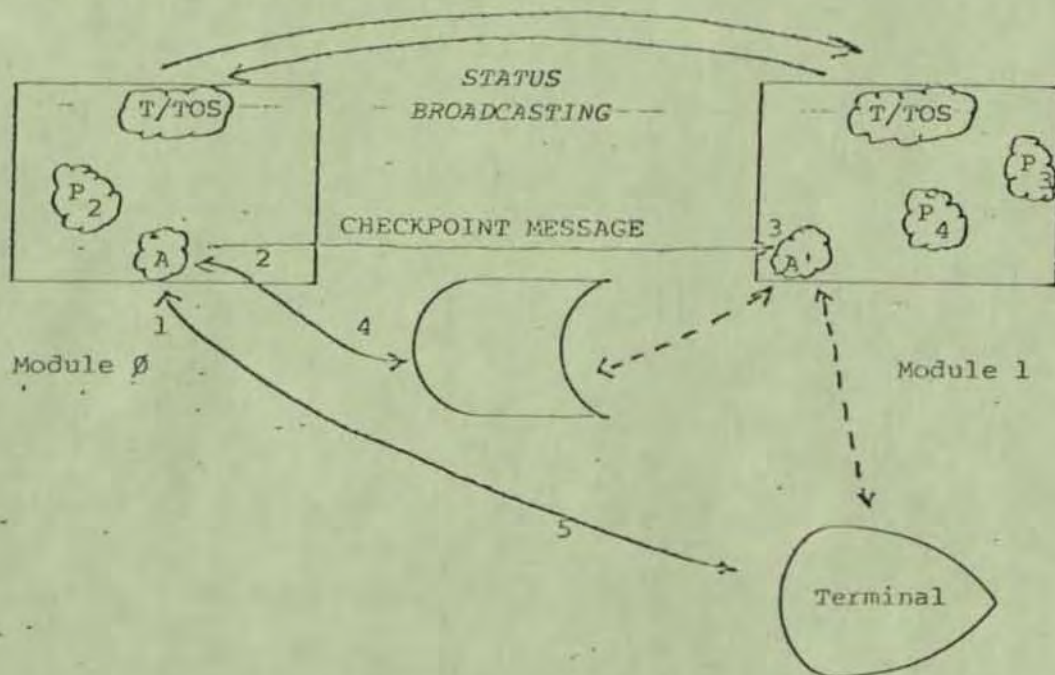 STATUS
BROADCASTING
T/TOS
T/TOS
P2
P3
P4
CHECKPOINT MESSAGE
A
2
3
A'
1
4
Module Ø
Module 1
5
Terminal